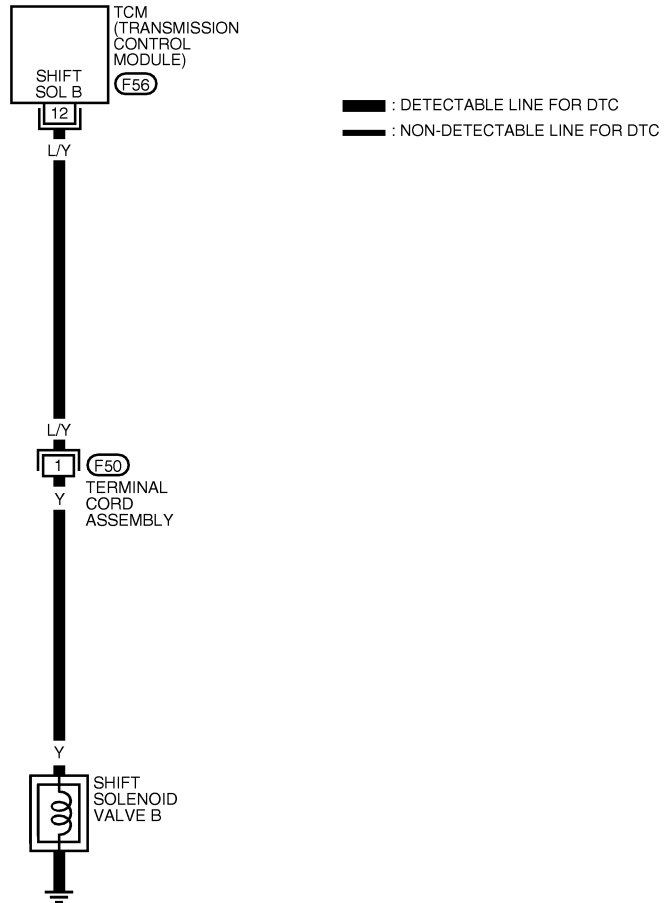 TCM
(TRANSMISSION
CONTROL
MODULE)
F56
SHIFT
SOL B
12
L/Y
: DETECTABLE LINE FOR DTC
: NON-DETECTABLE LINE FOR DTC
L/Y
1
F50
TERMINAL
CORD
ASSEMBLY
Y
Y
SHIFT
SOLENOID
VALVE B